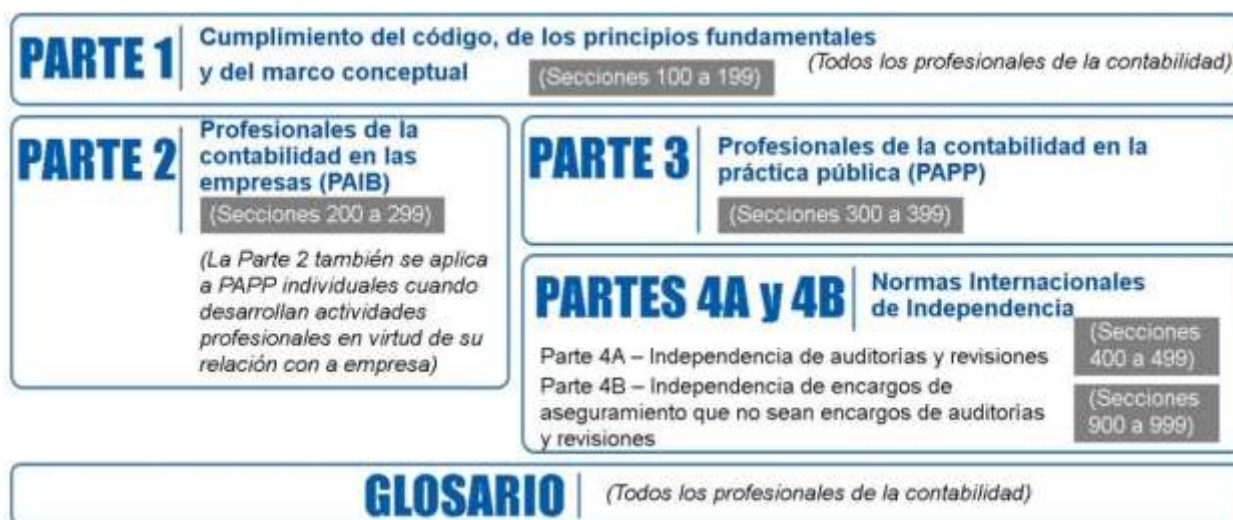 PARTE 1
Cumplimiento del código, de los principios fundamentales
y del marco conceptual
(Secciones 100 a 199)
(Todos los profesionales de la contabilidad)
PARTE 2
Profesionales de la
contabilidad en las
empresas (PAIB)
(Secciones 200 a 299)
(La Parte 2 también se aplica
a PAPP individuales cuando
desarrollan actividades
profesionales en virtud de su
relación con a empresa)
PARTE 3
Profesionales de la contabilidad en la
práctica pública (PAPP)
(Secciones 300 a 399)
PARTES 4A y 4B
Normas Internacionales
de Independencia
Parte 4A – Independencia de auditorías y revisiones
(Secciones
400 a 499)
Parte 4B – Independencia de encargos de
aseguramiento que no sean encargos de auditorías
y revisiones
(Secciones
900 a 999)
GLOSARIO
(Todos los profesionales de la contabilidad)